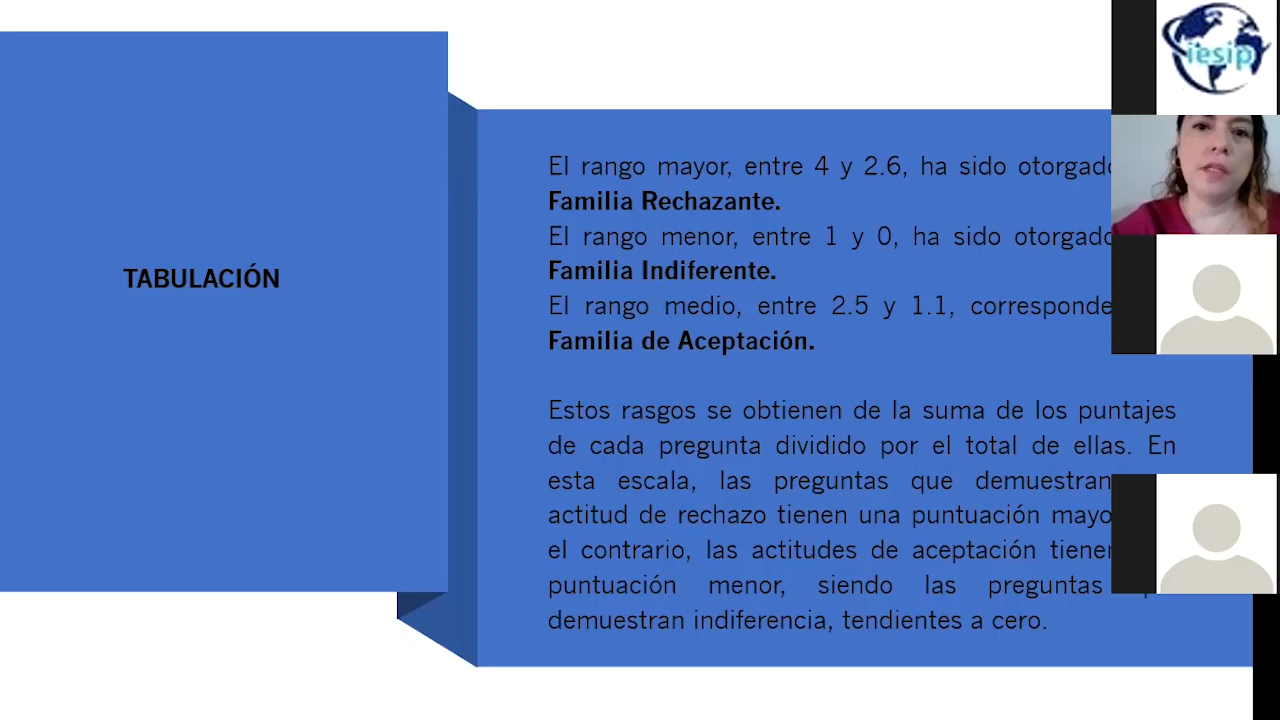 TABULACIÓN
El rango mayor, entre 4 y 2.6, ha sido
Familia Rechazante.
El rango menor, entre 1 y 0, ha sido
Familia Indiferente.
El rango medio, entre 2.5 y 1.1, corresponde
Familia de Aceptación.
Estos rasgos se obtienen de la suma de los puntajes
de cada pregunta dividido por el total de ellas. En
esta escala, las preguntas que demuestran
actitud de rechazo tienen una puntuación
el contrario, las actitudes de aceptación
puntuación menor, siendo las preguntas
demuestran indiferencia, tendientes a cero.
iesip